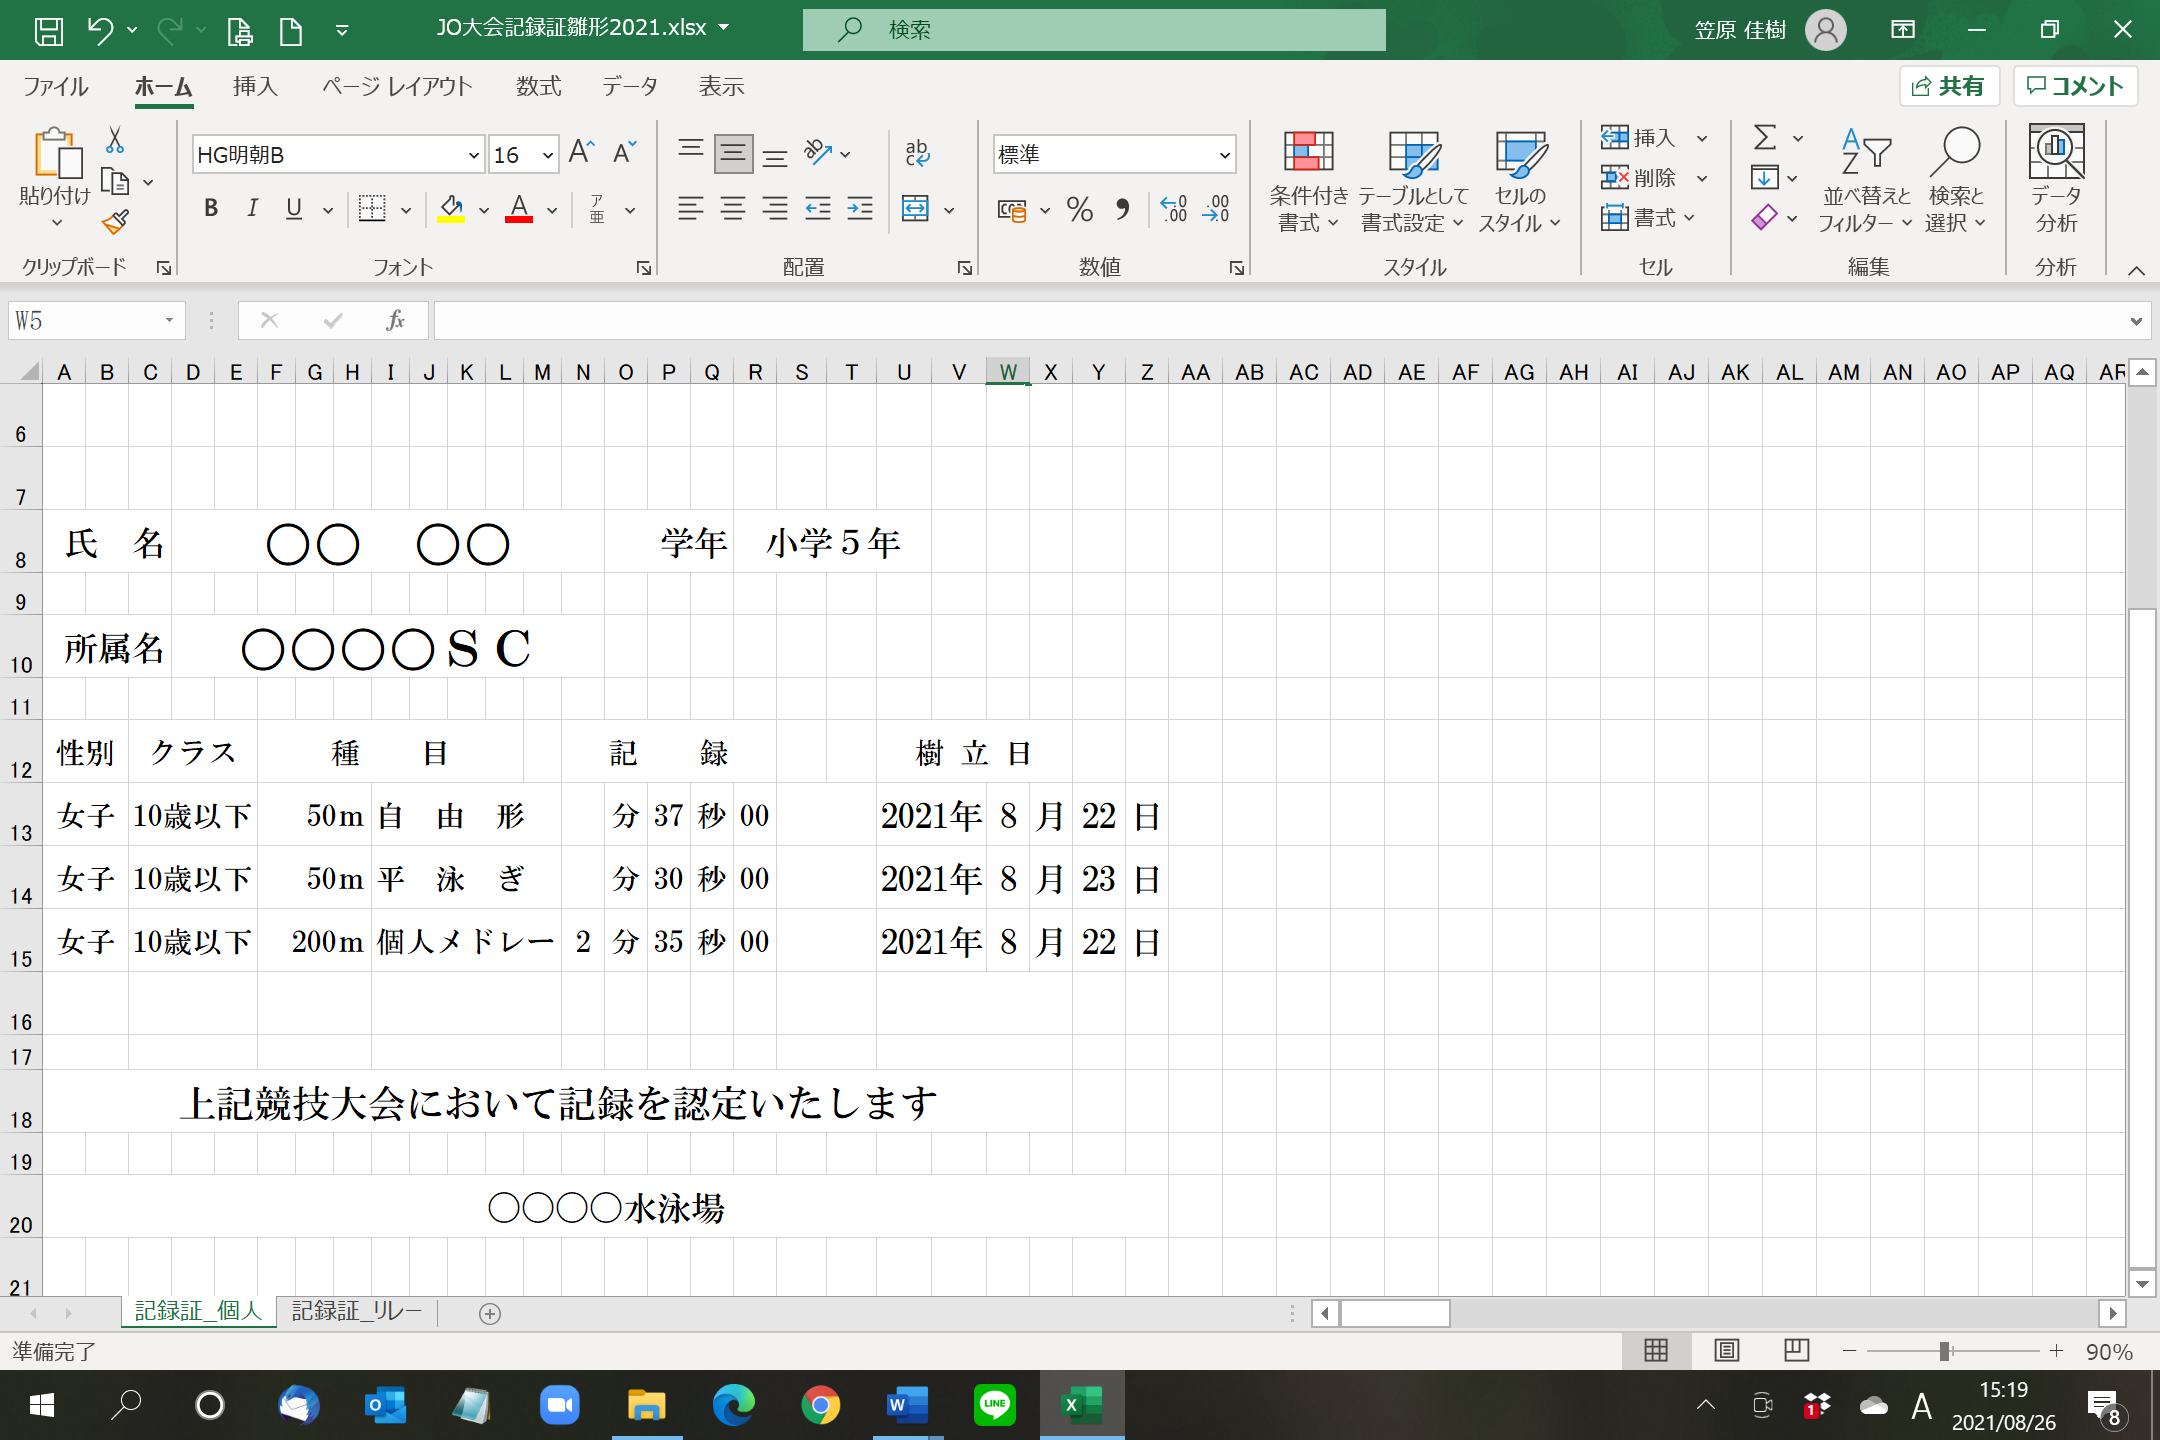 JO大会記録証雛形2021.xlsx
検索
笠原 佳樹
ファイル ホーム 挿入 ページ レイアウト 数式 データ 表示 共有 コメント
貼り付け
クリップボード
HG明朝B 16
B I U ア亜
フォント
ab
配置
標準
% 
数値
条件付き書式
テーブルとして書式設定
セルのスタイル
スタイル
挿入
削除
書式
セル
並べ替えとフィルター
検索と選択
編集
データ分析
分析
W5 fx
A B C D E F G H I J K L M N O P Q R S T U V W X Y Z AA AB AC AD AE AF AG AH AI AJ AK AL AM AN AO AP AQ AR
6
7
8 氏 名 〇〇 〇〇 学年 小学５年
9
10 所属名 〇〇〇〇ＳＣ
11
12 性別 クラス 種 目 記 録 樹 立 日
13 女子 10歳以下 50m 自 由 形 分 37 秒 00 2021年 8 月 22 日
14 女子 10歳以下 50m 平 泳 ぎ 分 30 秒 00 2021年 8 月 23 日
15 女子 10歳以下 200m 個人メドレー 2 分 35 秒 00 2021年 8 月 22 日
16
17
18 上記競技大会において記録を認定いたします
19
20 〇〇〇〇水泳場
21
記録証_個人 記録証_リレー
準備完了 90%
A 15:19
2021/08/26
8